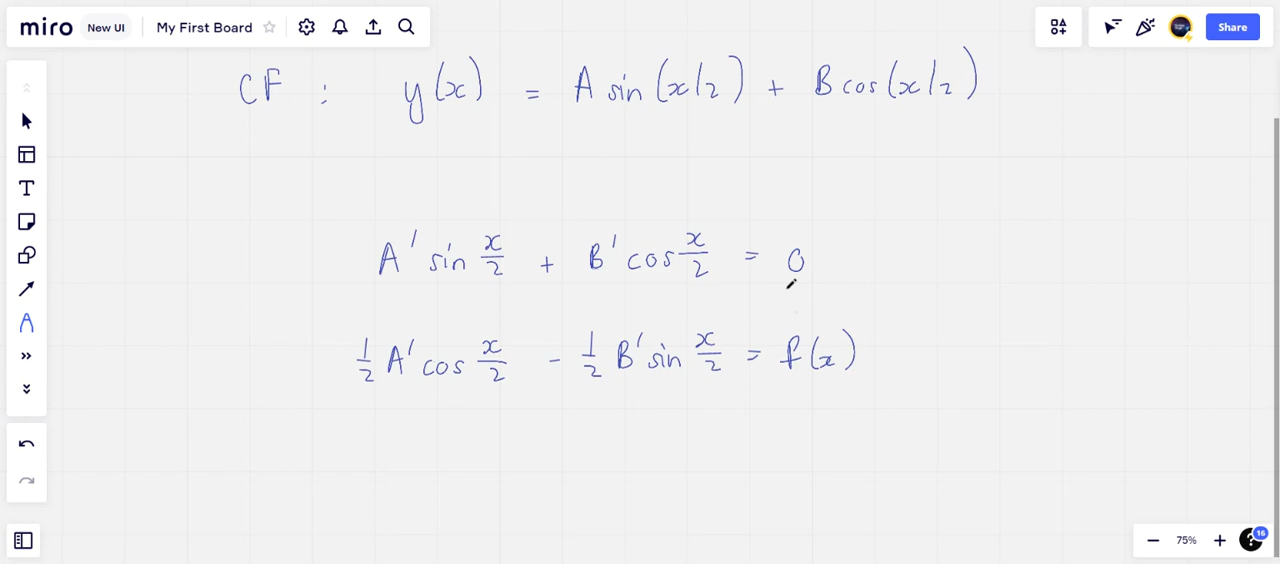 miro New UI My First Board Share
CF : y(x) = A sin(x/2) + B cos(x/2)
A' sin x/2 + B' cos x/2 = 0
1/2 A' cos x/2 - 1/2 B' sin x/2 = f(x)
16
− 75% + ?